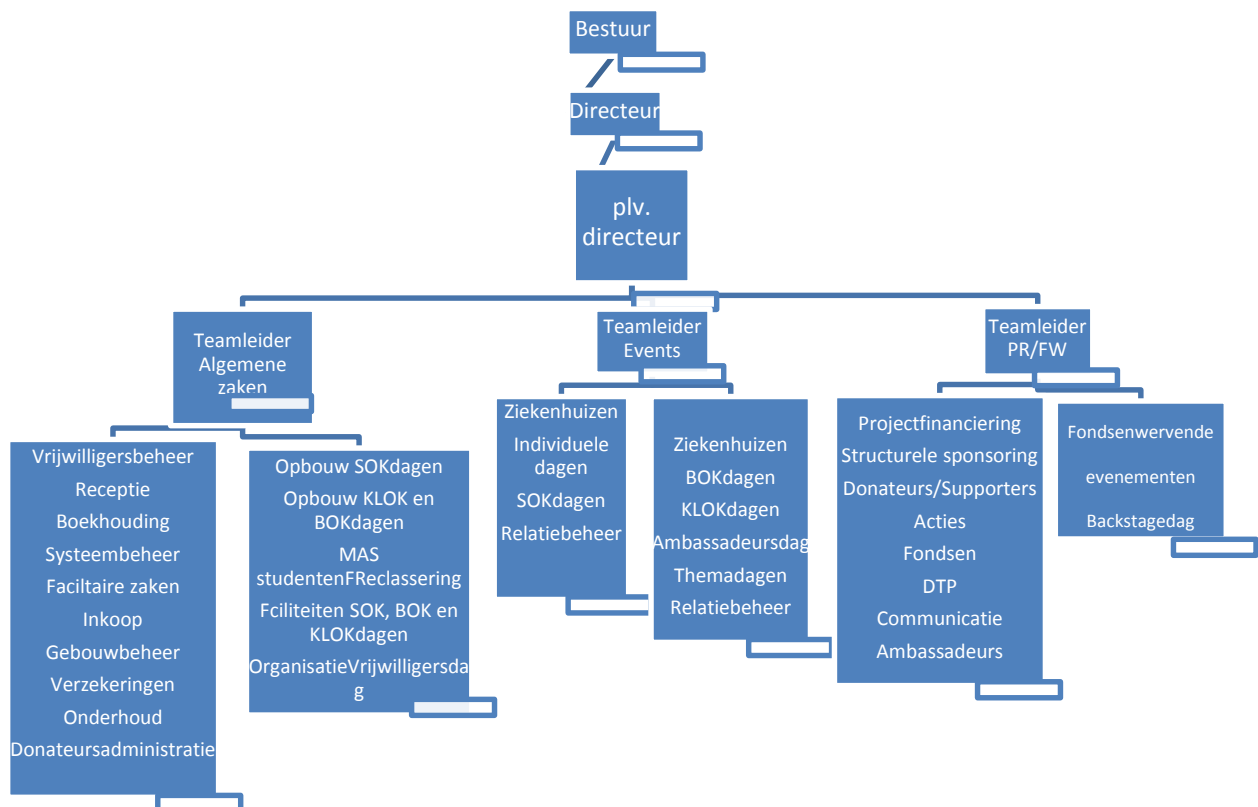 Bestuur
Directeur
plv.
directeur
Teamleider
Algemene
zaken
Teamleider
Events
Teamleider
PR/FW
Vrijwilligersbeheer
Receptie
Boekhouding
Systeembeheer
Faciltaire zaken
Inkoop
Gebouwbeheer
Verzekeringen
Onderhoud
Donateursadministratie
Opbouw SOKdagen
Opbouw KLOK en
BOKdagen
MAS
studentenFReclassering
Fciliteiten SOK, BOK en
KLOKdagen
OrganisatieVrijwilligersda
g
Ziekenhuizen
Individuele
dagen
SOKdagen
Relatiebeheer
Ziekenhuizen
BOKdagen
KLOKdagen
Ambassadeursdag
Themadagen
Relatiebeheer
Projectfinanciering
Structurele sponsoring
Donateurs/Supporters
Acties
Fondsen
DTP
Communicatie
Ambassadeurs
Fondsenwervende
evenementen
Backstagedag